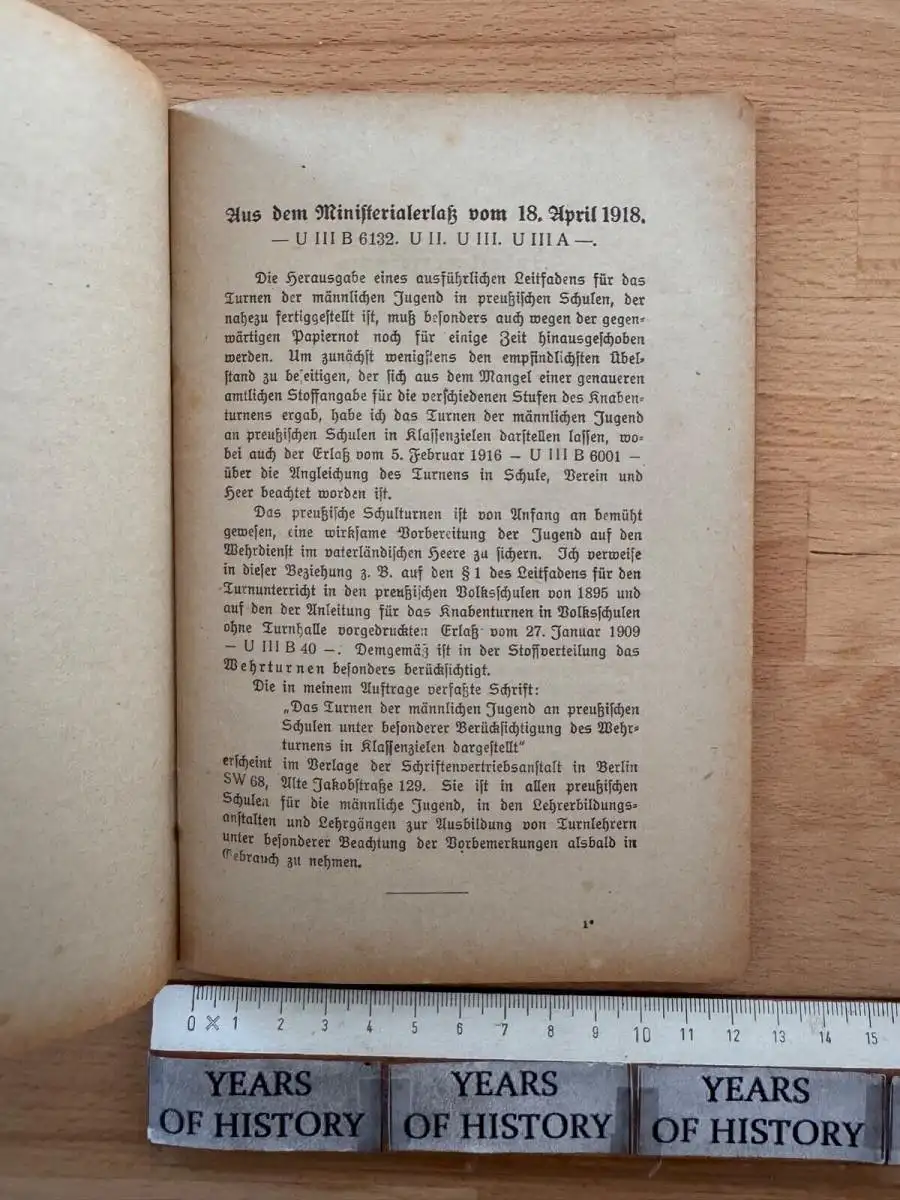 Aus dem Ministerialerlaß vom 18. April 1918.
— U III B 6132. U II. U III. U III A —.
Die Herausgabe eines ausführlichen Leitfadens für das
Turnen der männlichen Jugend in preußischen Schulen, der
nahezu fertiggestellt ist, muß besonders auch wegen der gegen-
wärtigen Papiernot noch für einige Zeit hinausgeschoben
werden. Um zunächst wenigstens den empfindlichsten Übel-
stand zu beseitigen, der sich aus dem Mangel einer genaueren
amtlichen Stoffangabe für die verschiedenen Stufen des Knaben-
turnens ergab, habe ich das Turnen der männlichen Jugend
an preußischen Schulen in Klassenzielen darstellen lassen, wo-
bei auch der Erlaß vom 5. Februar 1916 — U III B 6001 —
über die Angleichung des Turnens in Schule, Verein und
Heer beachtet worden ist.
Das preußische Schulturnen ist von Anfang an bemüht
gewesen, eine wirksame Vorbereitung der Jugend auf den
Wehrdienst im vaterländischen Heere zu sichern. Ich verweise
in dieser Beziehung z. B. auf den § 1 des Leitfadens für den
Turnunterricht in den preußischen Volksschulen von 1895 und
auf den der Anleitung für das Knabenturnen in Volksschulen
ohne Turnhalle vorgedruckten Erlaß vom 27. Januar 1909
— U III B 40 —. Demgemäß ist in der Stoffverteilung das
Wehrturnen besonders berücksichtigt.
Die in meinem Auftrage verfaßte Schrift:
„Das Turnen der männlichen Jugend an preußischen
Schulen unter besonderer Berücksichtigung des Wehr-
turnens in Klassenzielen dargestellt“
erscheint im Verlage der Schriftenvertriebsanstalt in Berlin
SW 68, Alte Jakobstraße 129. Sie ist in allen preußischen
Schulen für die männliche Jugend, in den Lehrerbildungs-
anstalten und Lehrgängen zur Ausbildung von Turnlehrern
unter besonderer Beachtung der Vorbemerkungen alsbald in
Gebrauch zu nehmen.
1*
0 1 2 3 4 5 6 7 8 9 10 11 12 13 14 15
YEARS OF HISTORY
YEARS OF HISTORY
YEARS OF HISTORY